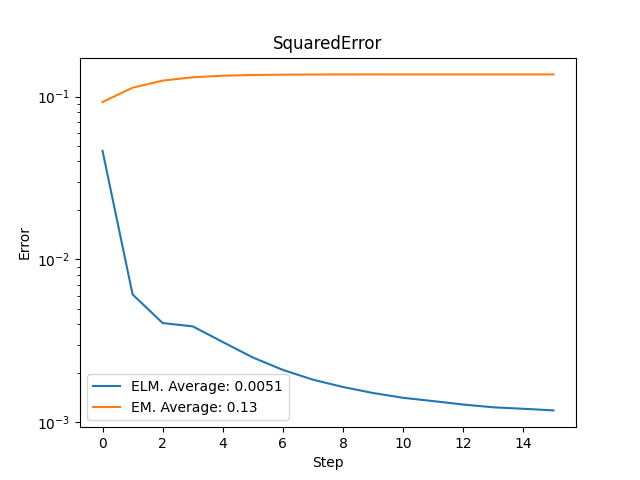 SquaredError
Error
10⁻¹
10⁻²
10⁻³
ELM. Average: 0.0051
EM. Average: 0.13
0 2 4 6 8 10 12 14
Step